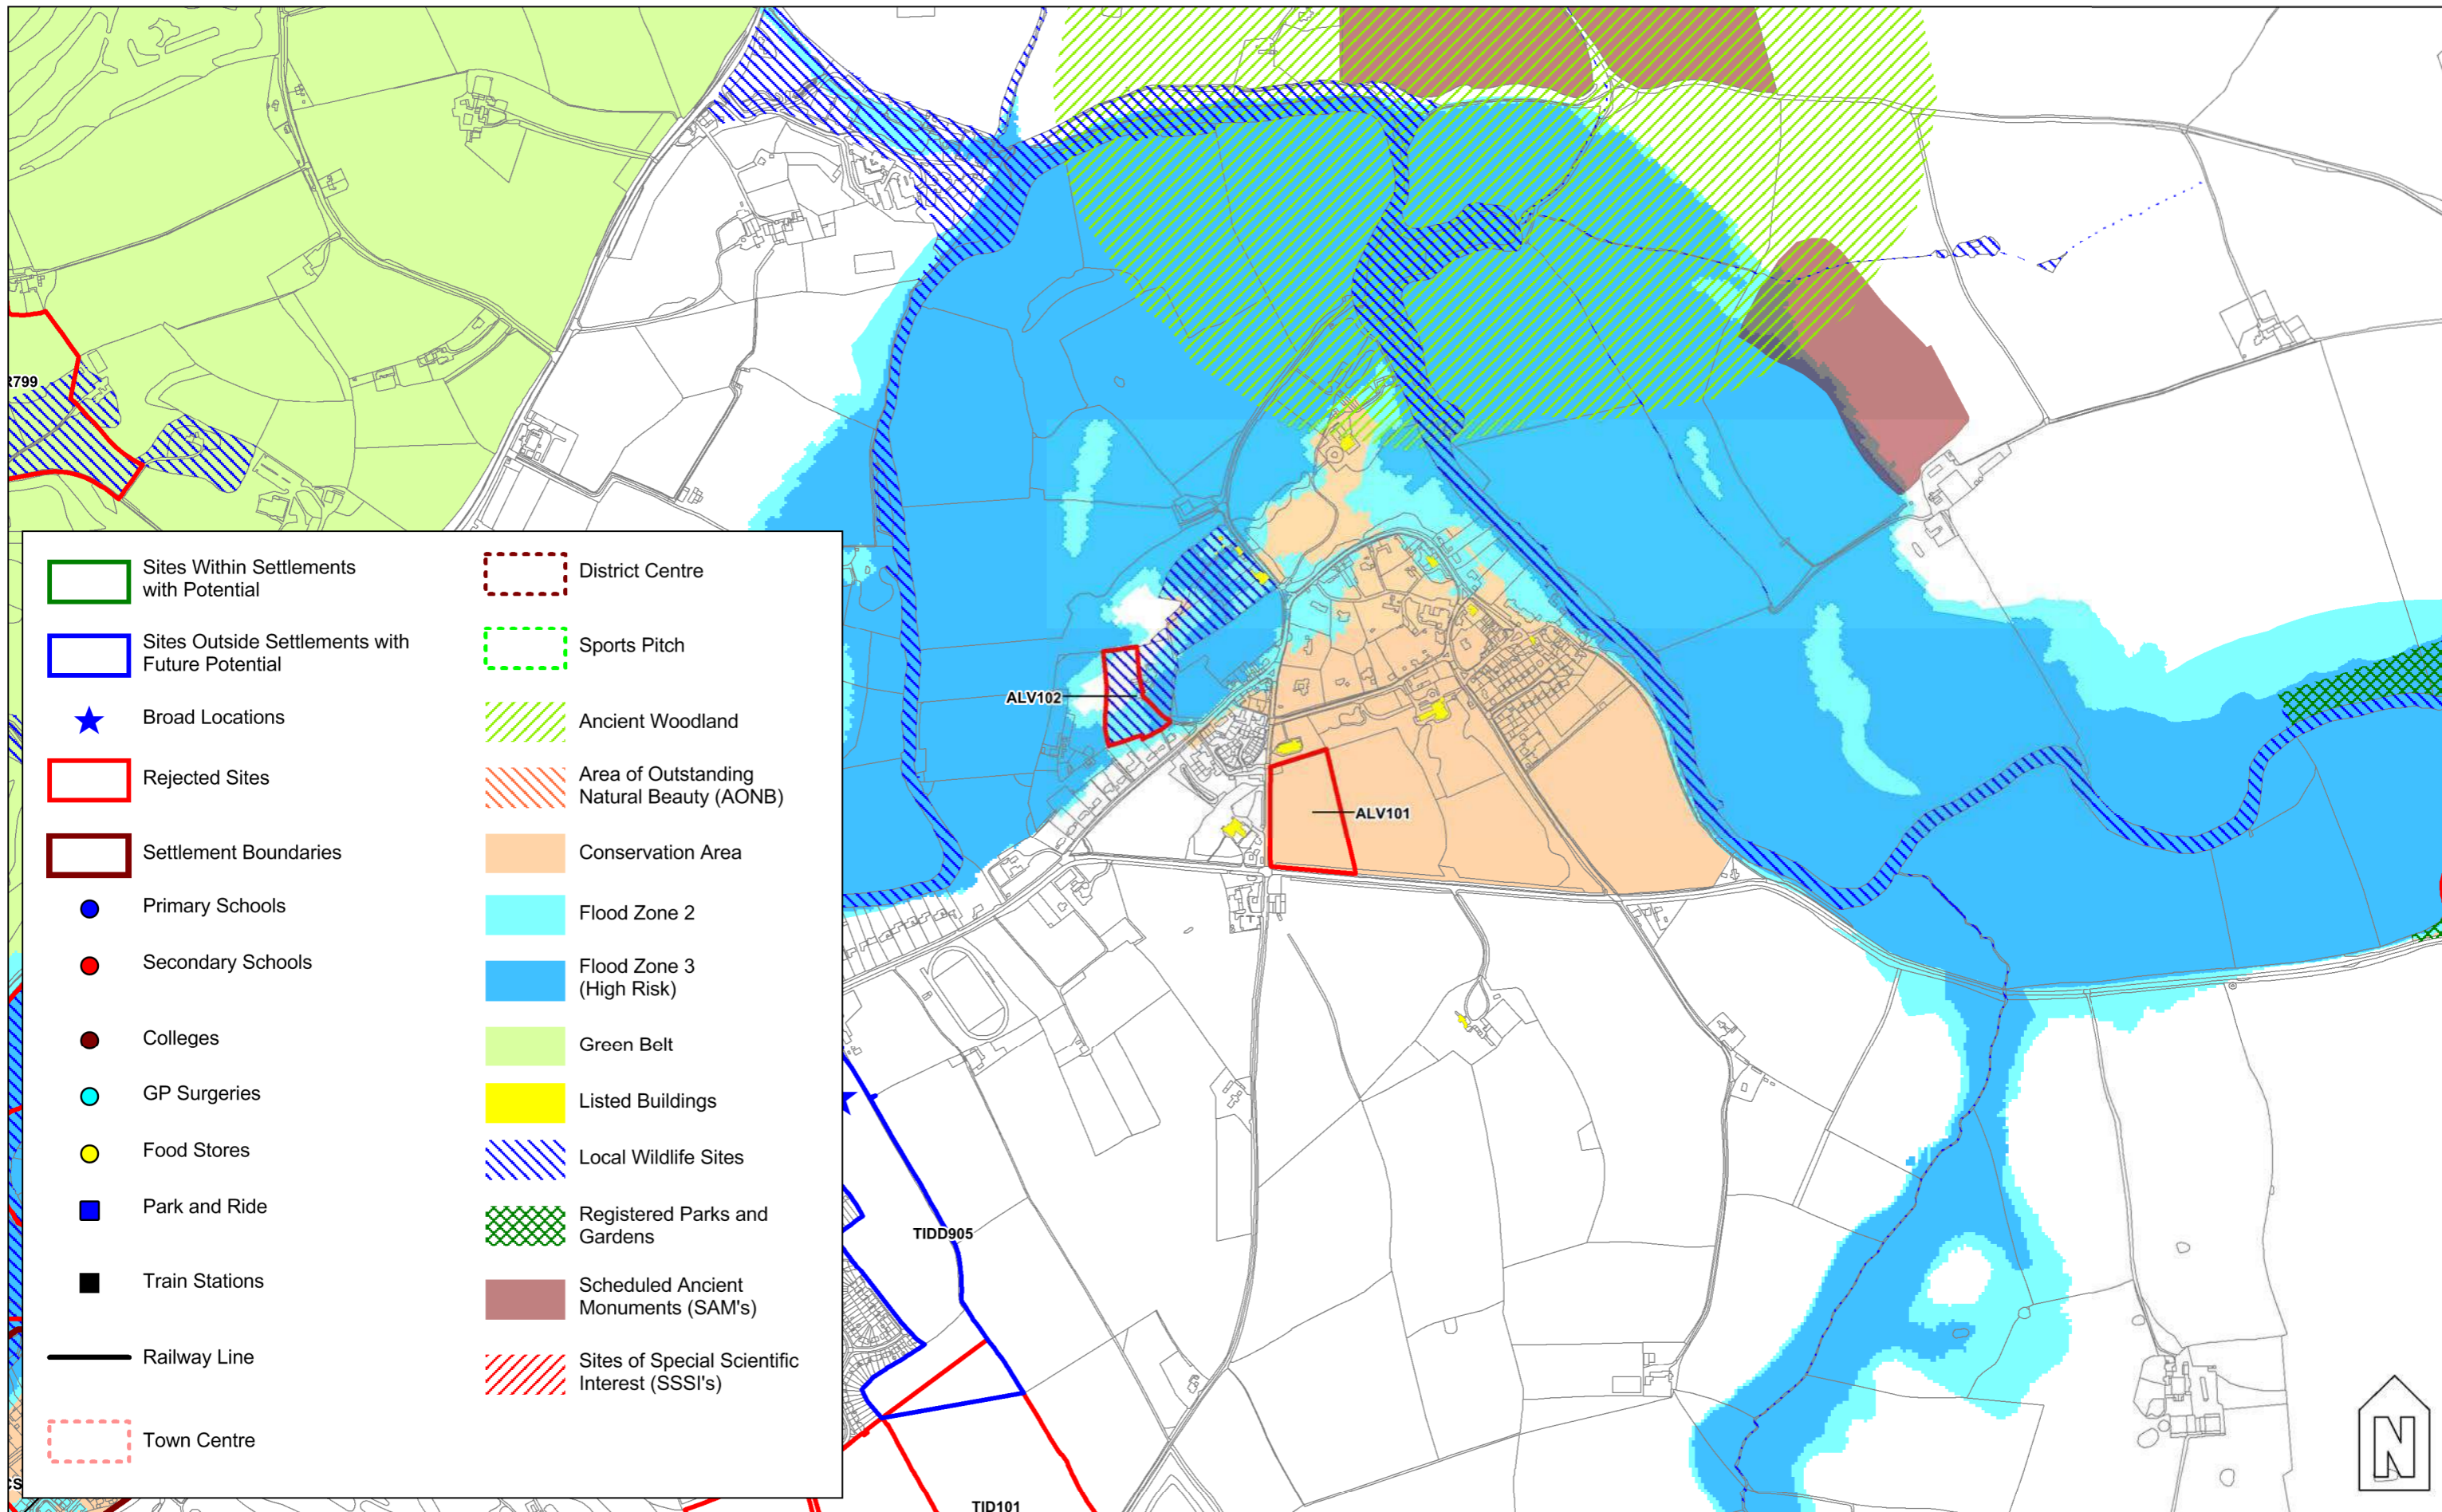 R799
ALV102
ALV101
TIDD905
TID101
Sites Within Settlements
with Potential
Sites Outside Settlements with
Future Potential
Broad Locations
Rejected Sites
Settlement Boundaries
Primary Schools
Secondary Schools
Colleges
GP Surgeries
Food Stores
Park and Ride
Train Stations
Railway Line
Town Centre
District Centre
Sports Pitch
Ancient Woodland
Area of Outstanding
Natural Beauty (AONB)
Conservation Area
Flood Zone 2
Flood Zone 3
(High Risk)
Green Belt
Listed Buildings
Local Wildlife Sites
Registered Parks and
Gardens
Scheduled Ancient
Monuments (SAM's)
Sites of Special Scientific
Interest (SSSI's)
N